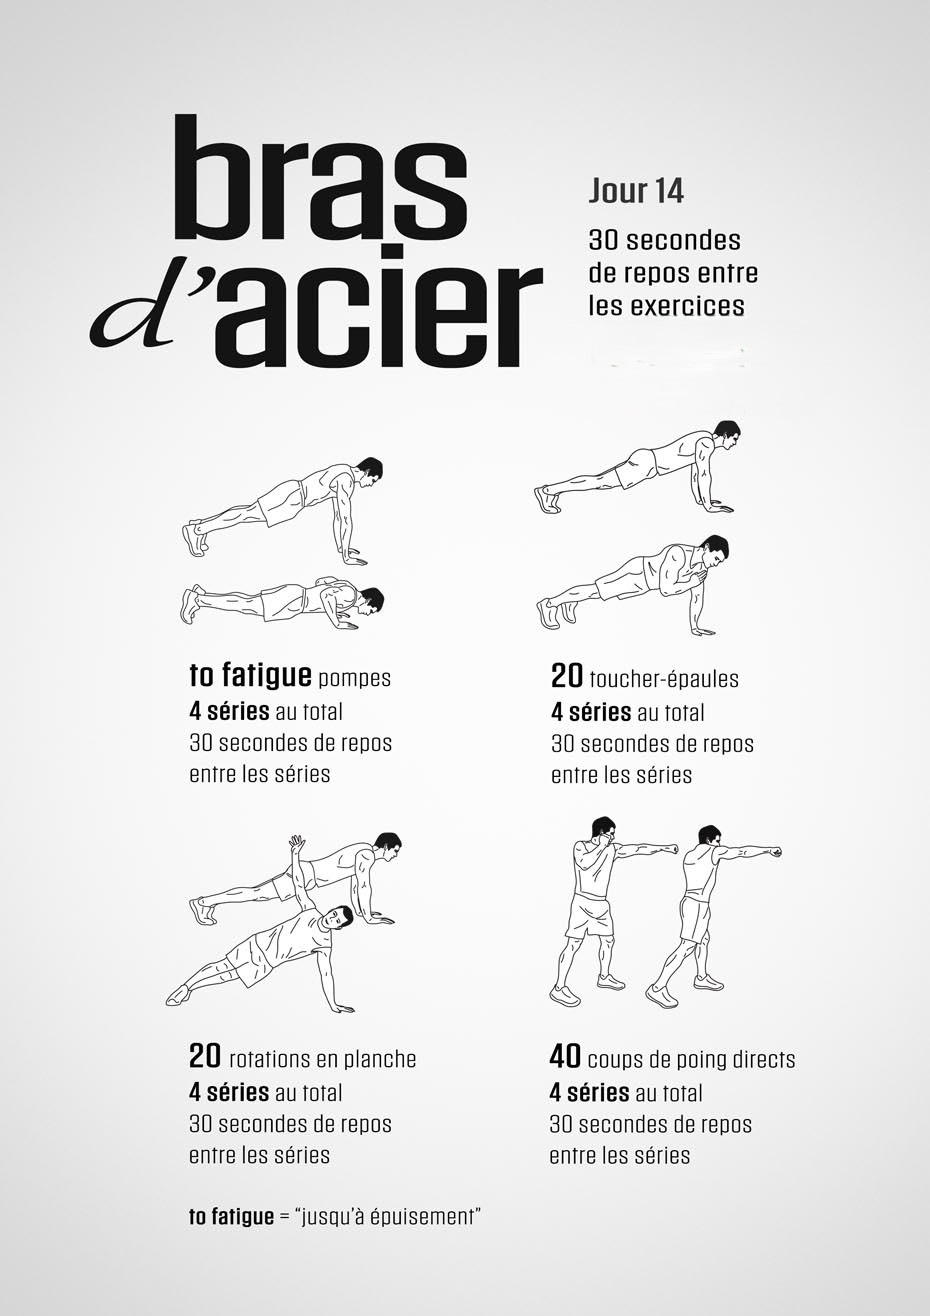 bras
d'acier
Jour 14
30 secondes
de repos entre
les exercices
to fatigue pompes
4 séries au total
30 secondes de repos
entre les séries
20 toucher-épaules
4 séries au total
30 secondes de repos
entre les séries
20 rotations en planche
4 séries au total
30 secondes de repos
entre les séries
40 coups de poing directs
4 séries au total
30 secondes de repos
entre les séries
to fatigue = “jusqu'à épuisement”